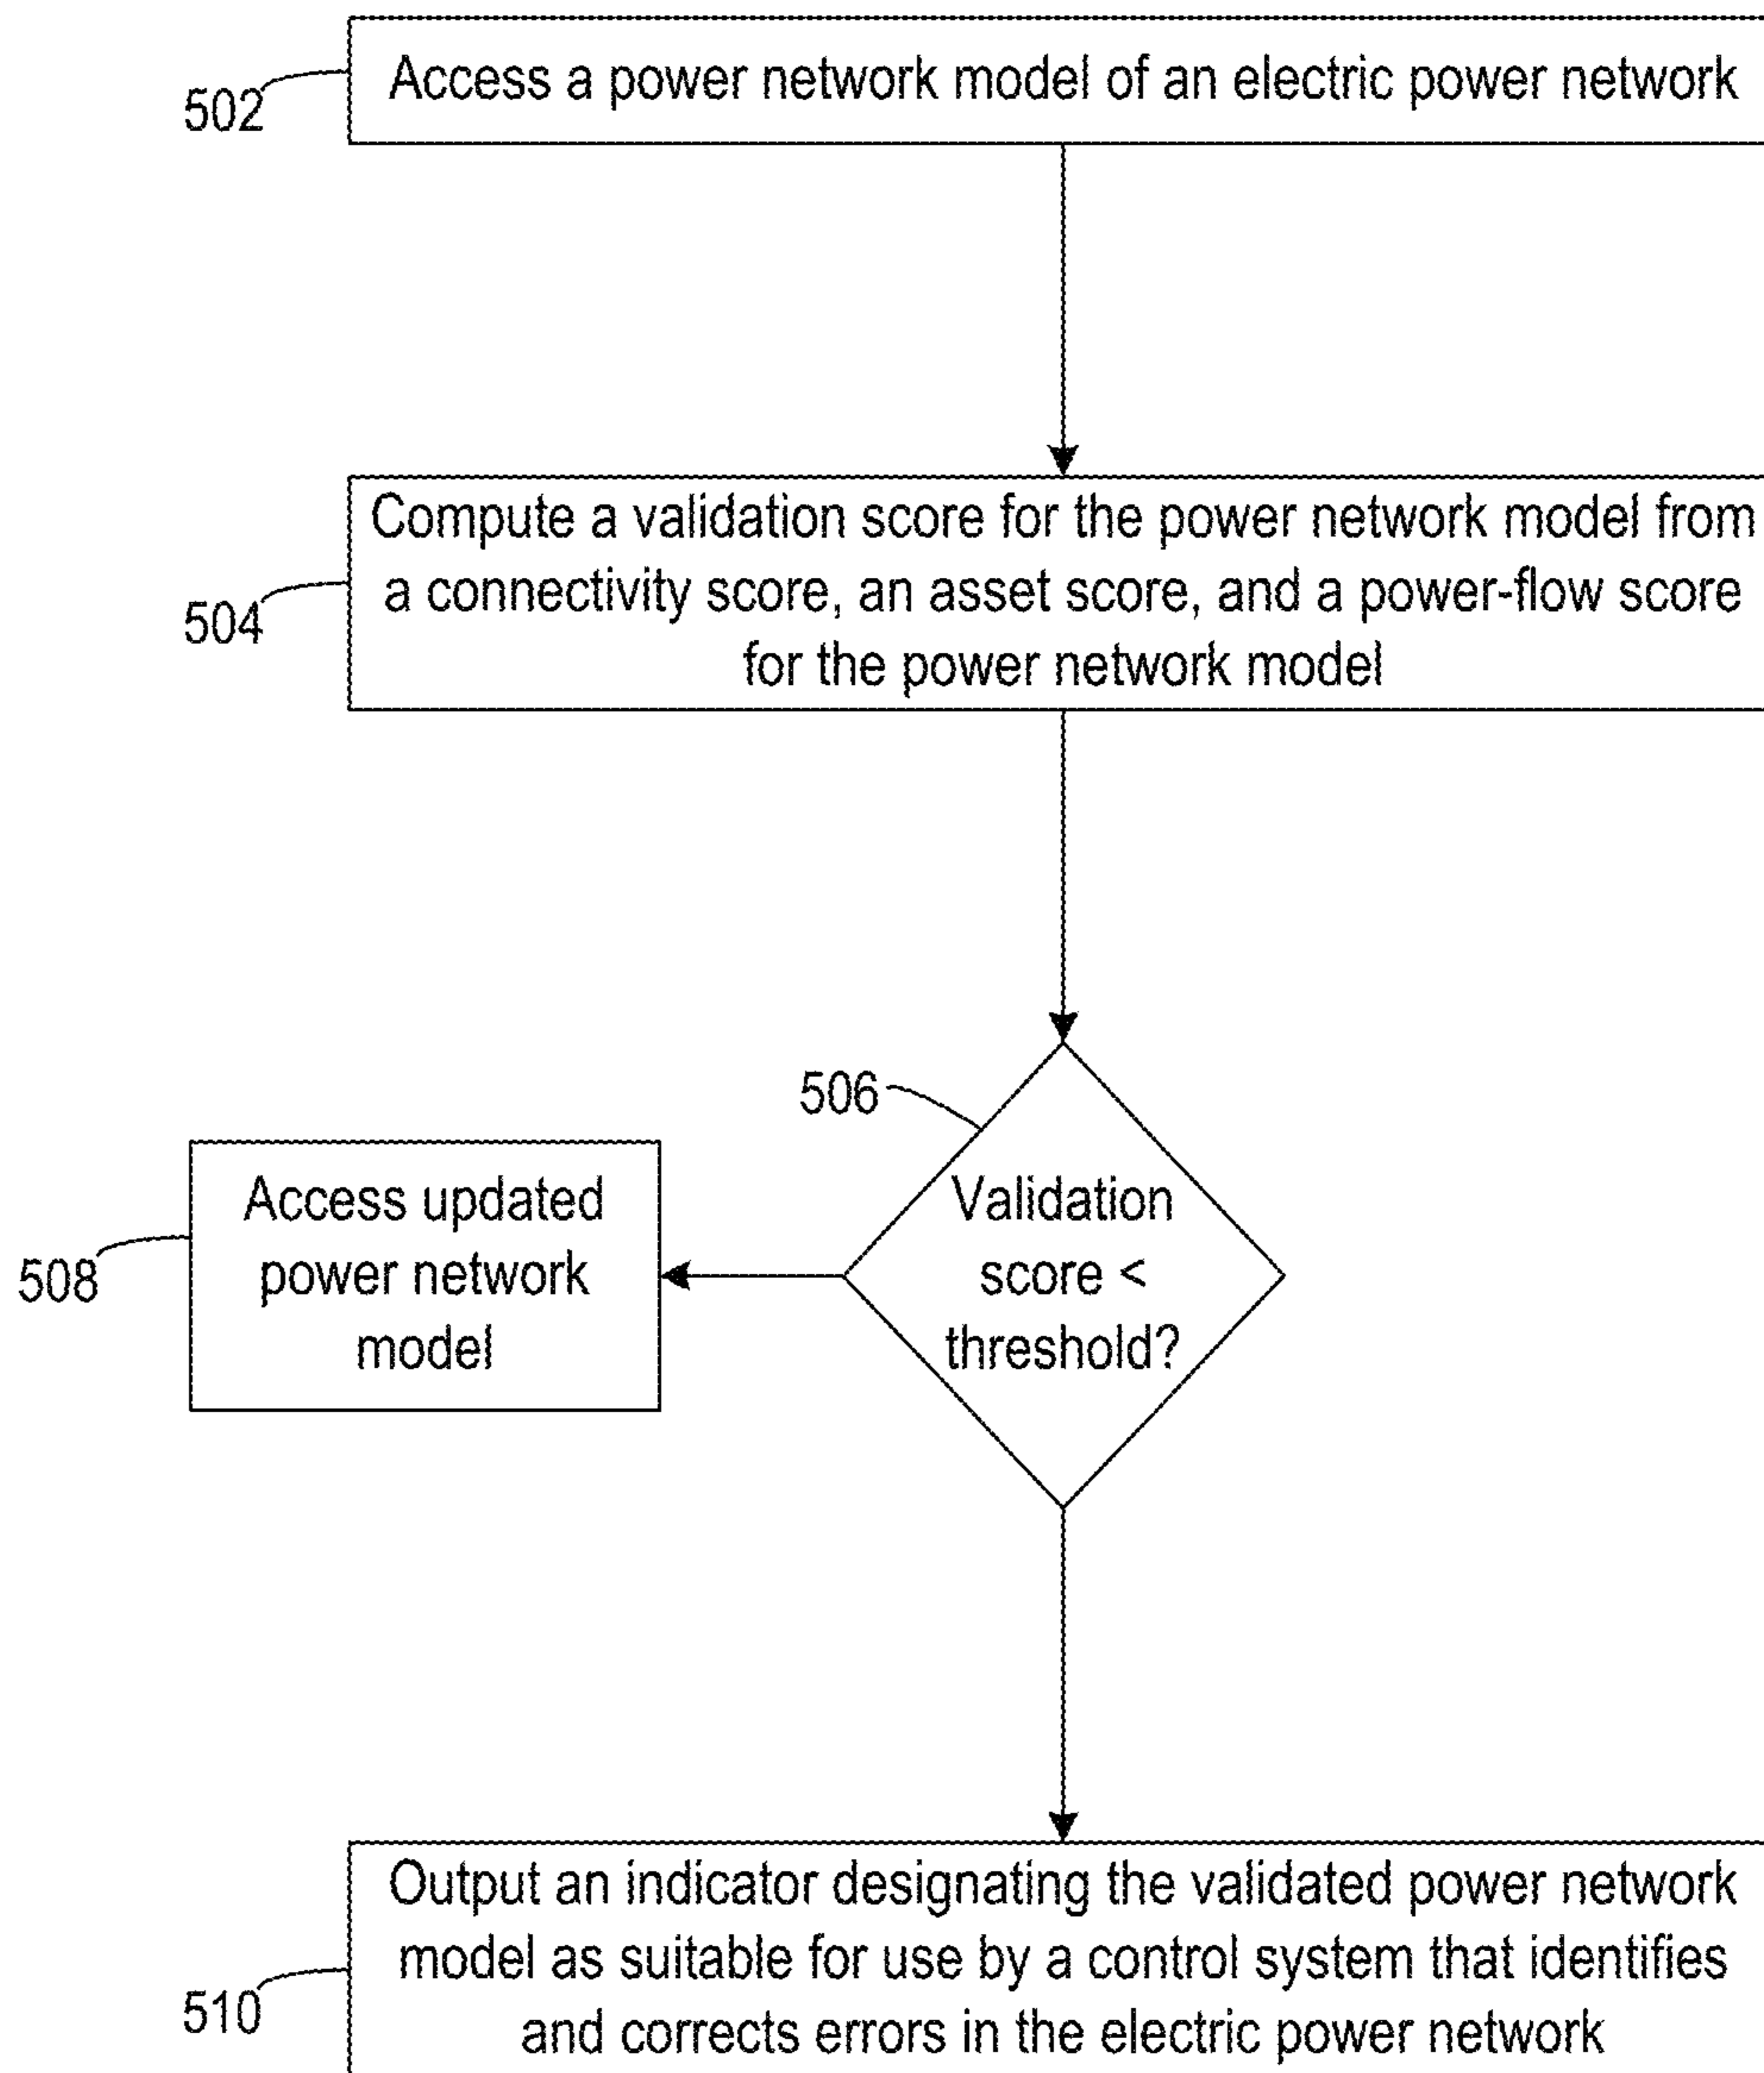 502
Access a power network model of an electric power network
504
Compute a validation score for the power network model from
a connectivity score, an asset score, and a power-flow score
for the power network model
506
Validation
score <
threshold?
508
Access updated
power network
model
510
Output an indicator designating the validated power network
model as suitable for use by a control system that identifies
and corrects errors in the electric power network